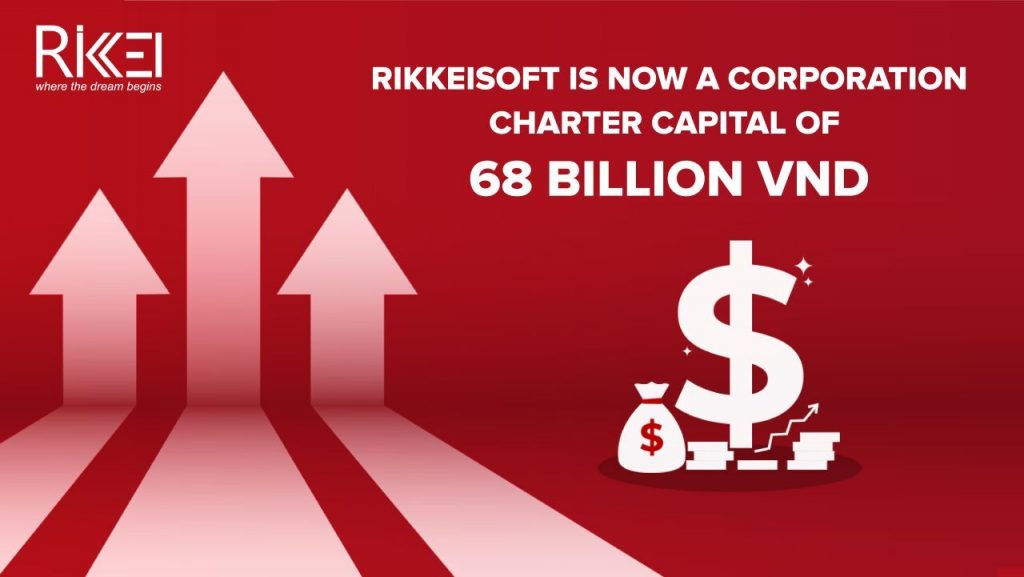 RIKKEI
where the dream begins
RIKKEISOFT IS NOW A CORPORATION
CHARTER CAPITAL OF
68 BILLION VND
$
$